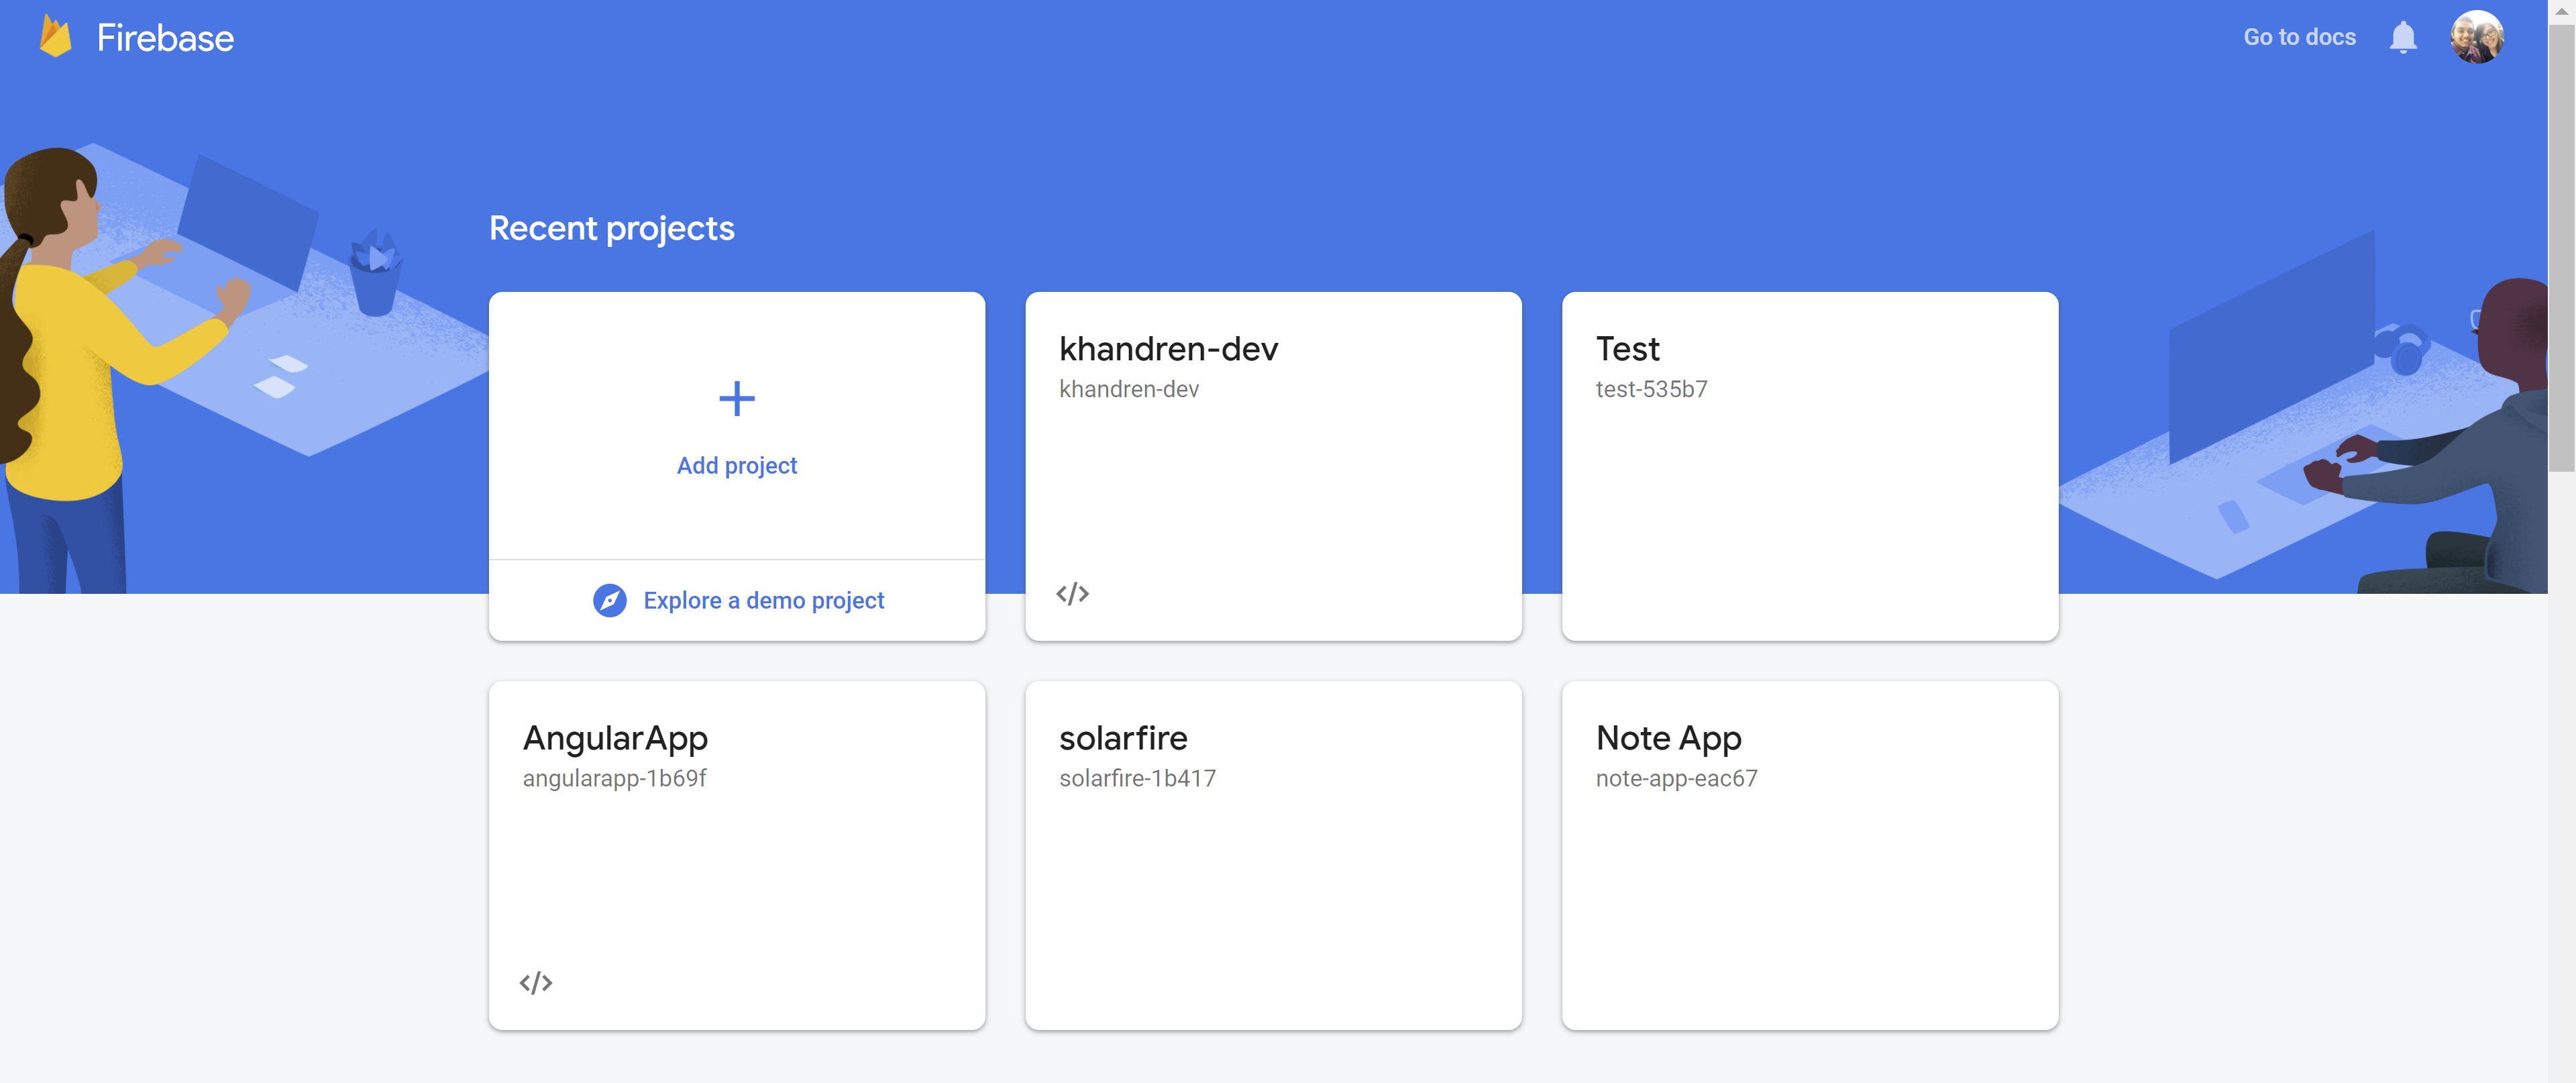 Firebase
Go to docs
Recent projects
Add project
Explore a demo project
khandren-dev
khandren-dev
Test
test-535b7
AngularApp
angularapp-1b69f
solarfire
solarfire-1b417
Note App
note-app-eac67